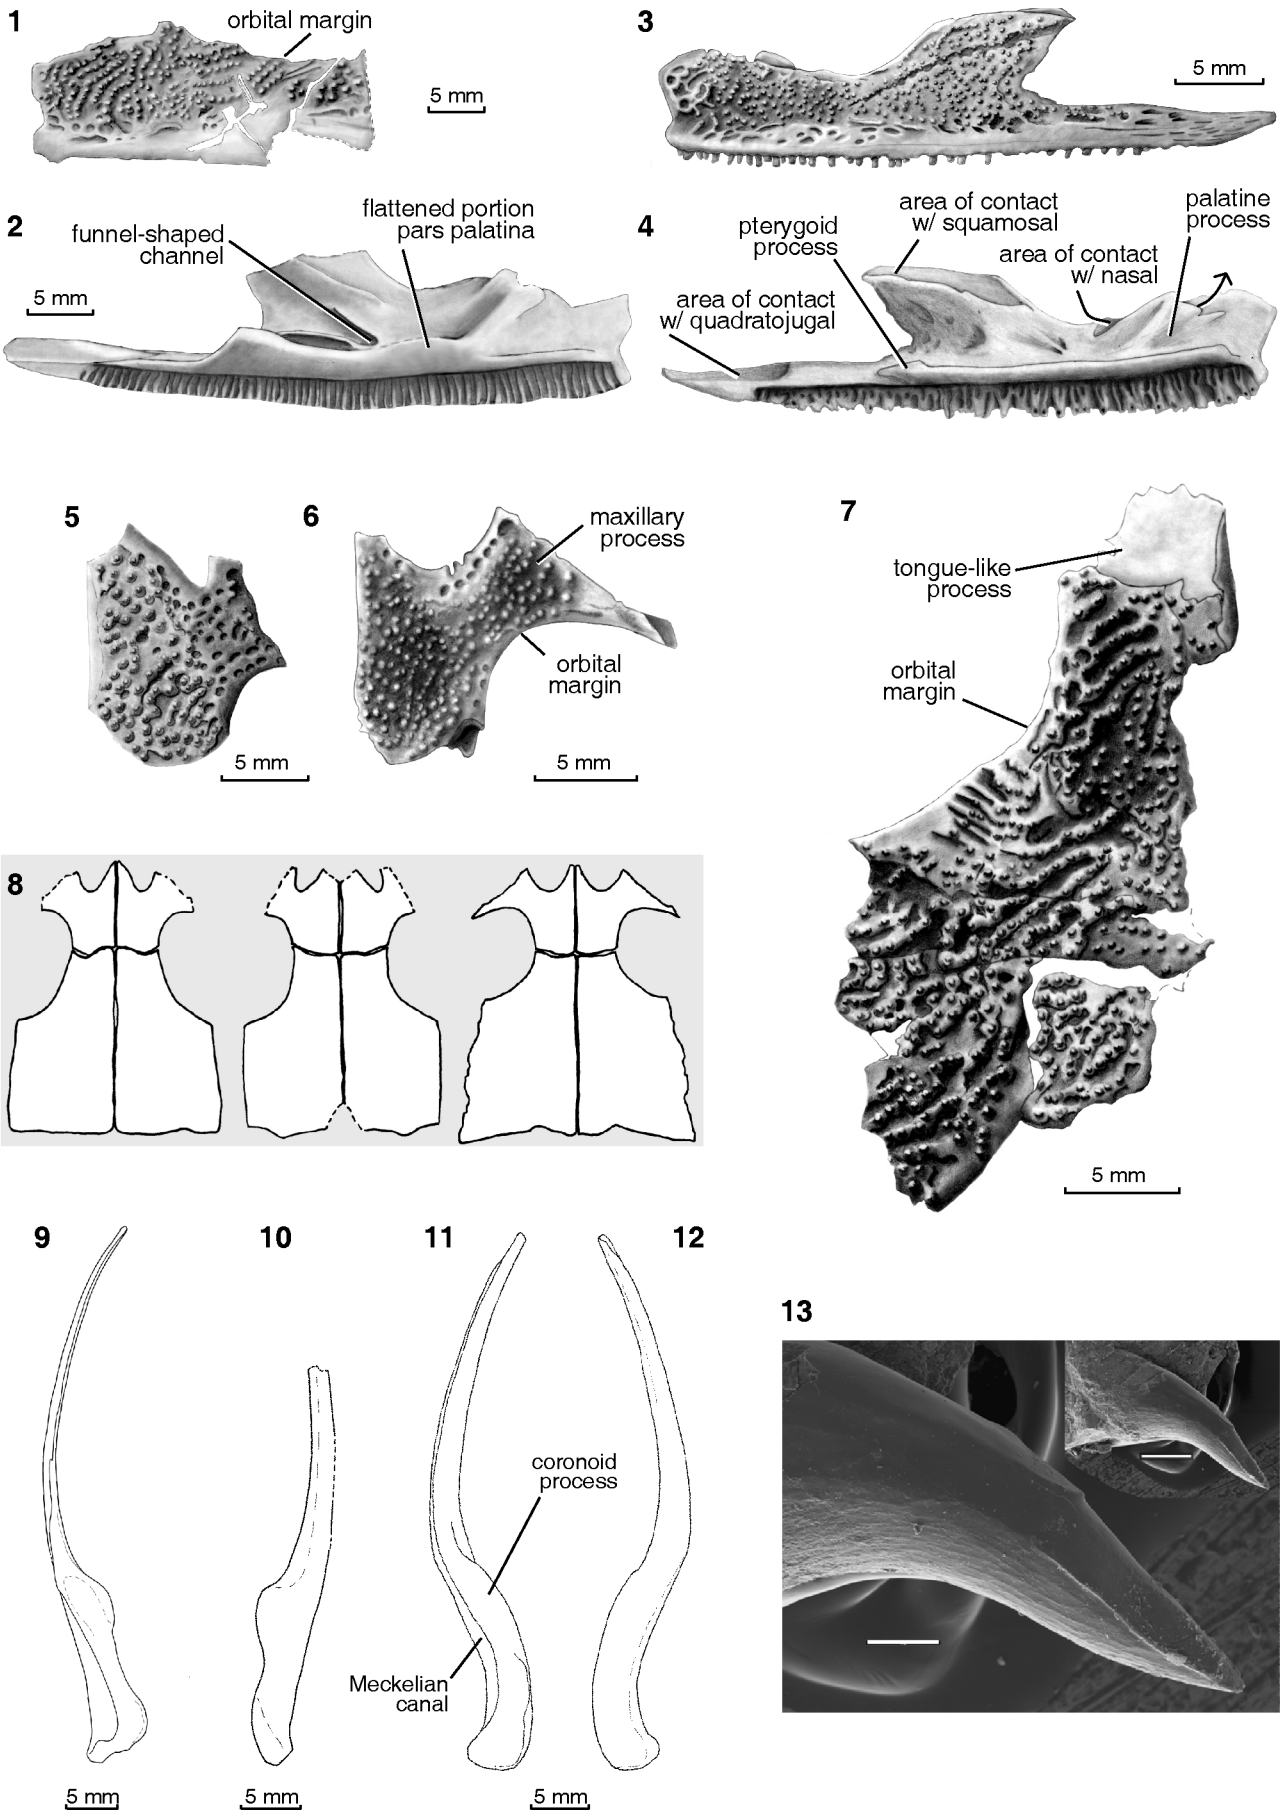 1
orbital margin
5 mm
3
5 mm
2
funnel-shaped
channel
flattened portion
pars palatina
5 mm
4
pterygoid
process
area of contact
w/ squamosal
palatine
process
area of contact
w/ nasal
area of contact
w/ quadratojugal
5
5 mm
6
maxillary
process
orbital
margin
5 mm
7
tongue-like
process
orbital
margin
5 mm
8
9
5 mm
10
5 mm
11
12
coronoid
process
Meckelian
canal
5 mm
13